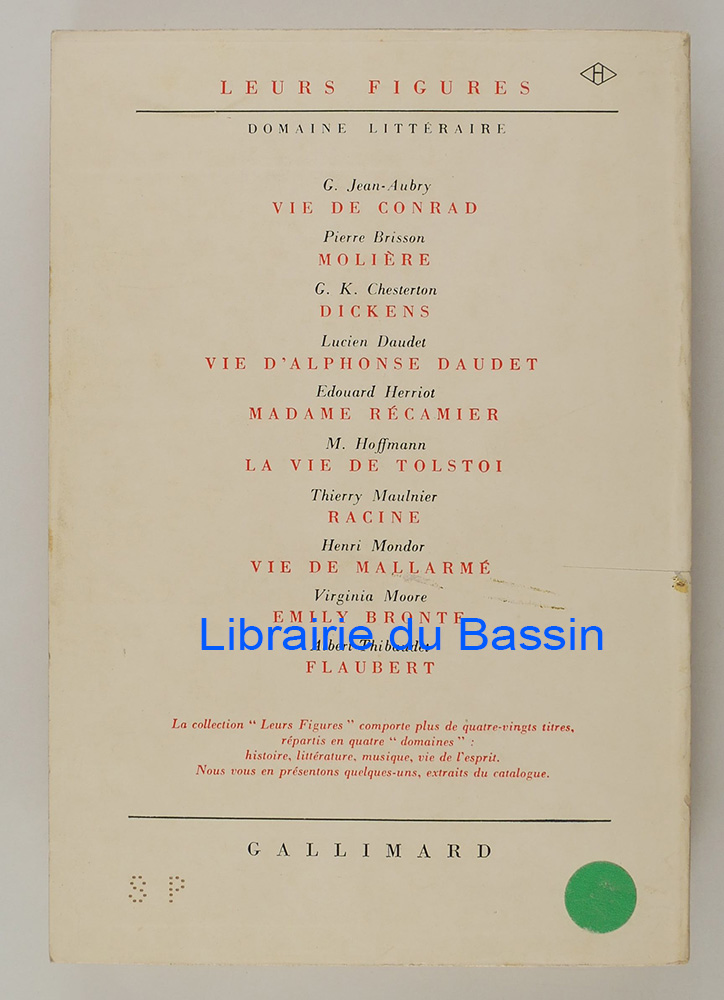 LEURS FIGURES
H
DOMAINE LITTÉRAIRE
G. Jean-Aubry
VIE DE CONRAD
Pierre Brisson
MOLIÈRE
G. K. Chesterton
DICKENS
Lucien Daudet
VIE D'ALPHONSE DAUDET
Edouard Herriot
MADAME RÉCAMIER
M. Hoffmann
LA VIE DE TOLSTOI
Thierry Maulnier
RACINE
Henri Mondor
VIE DE MALLARMÉ
Virginia Moore
EMILY BRONTE
Librairie du Bassin
Albert Thibaudet
FLAUBERT
La collection " Leurs Figures " comporte plus de quatre-vingts titres,
répartis en quatre " domaines " :
histoire, littérature, musique, vie de l'esprit.
Nous vous en présentons quelques-uns, extraits du catalogue.
GALLIMARD
S P